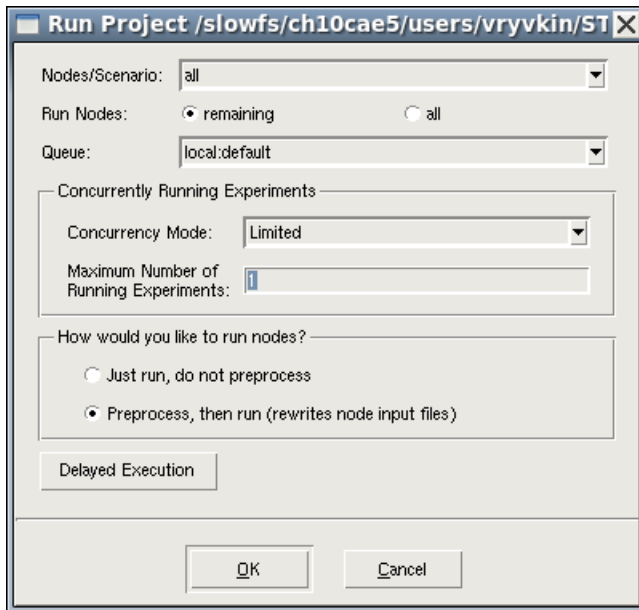 Run Project /slowfs/ch10cae5/users/vryvkin/ST
Nodes/Scenario: all
Run Nodes: remaining all
Queue: local:default
Concurrently Running Experiments
Concurrency Mode: Limited
Maximum Number of
Running Experiments: 1
How would you like to run nodes?
Just run, do not preprocess
Preprocess, then run (rewrites node input files)
Delayed Execution
OK Cancel